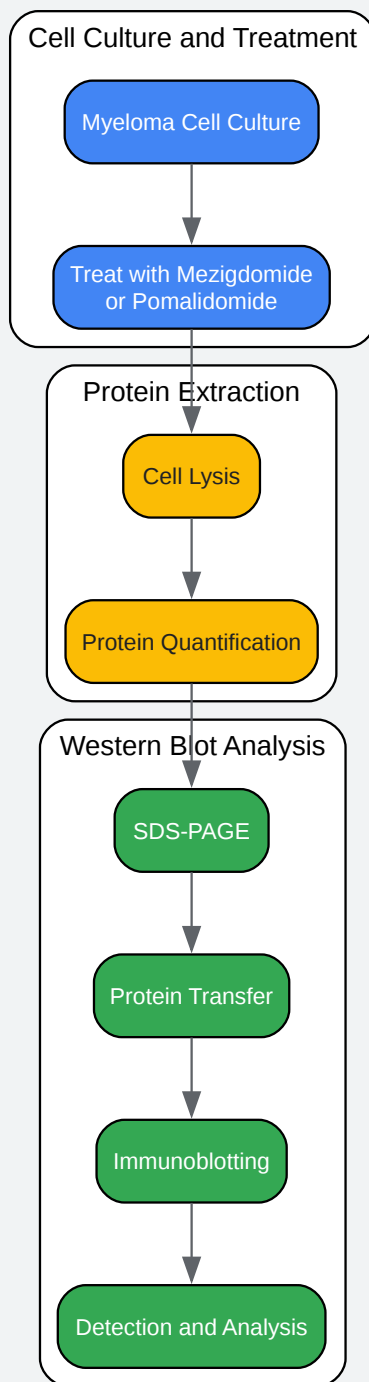 Cell Culture and Treatment
Myeloma Cell Culture
Treat with Mezigdomide
or Pomalidomide
Protein Extraction
Cell Lysis
Protein Quantification
Western Blot Analysis
SDS-PAGE
Protein Transfer
Immunoblotting
Detection and Analysis